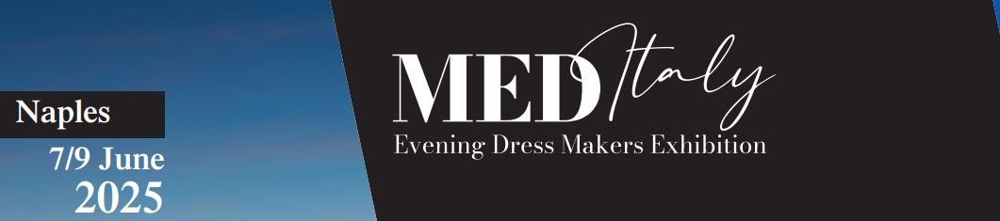 Naples
7/9 June
2025
MED Italy
Evening Dress Makers Exhibition